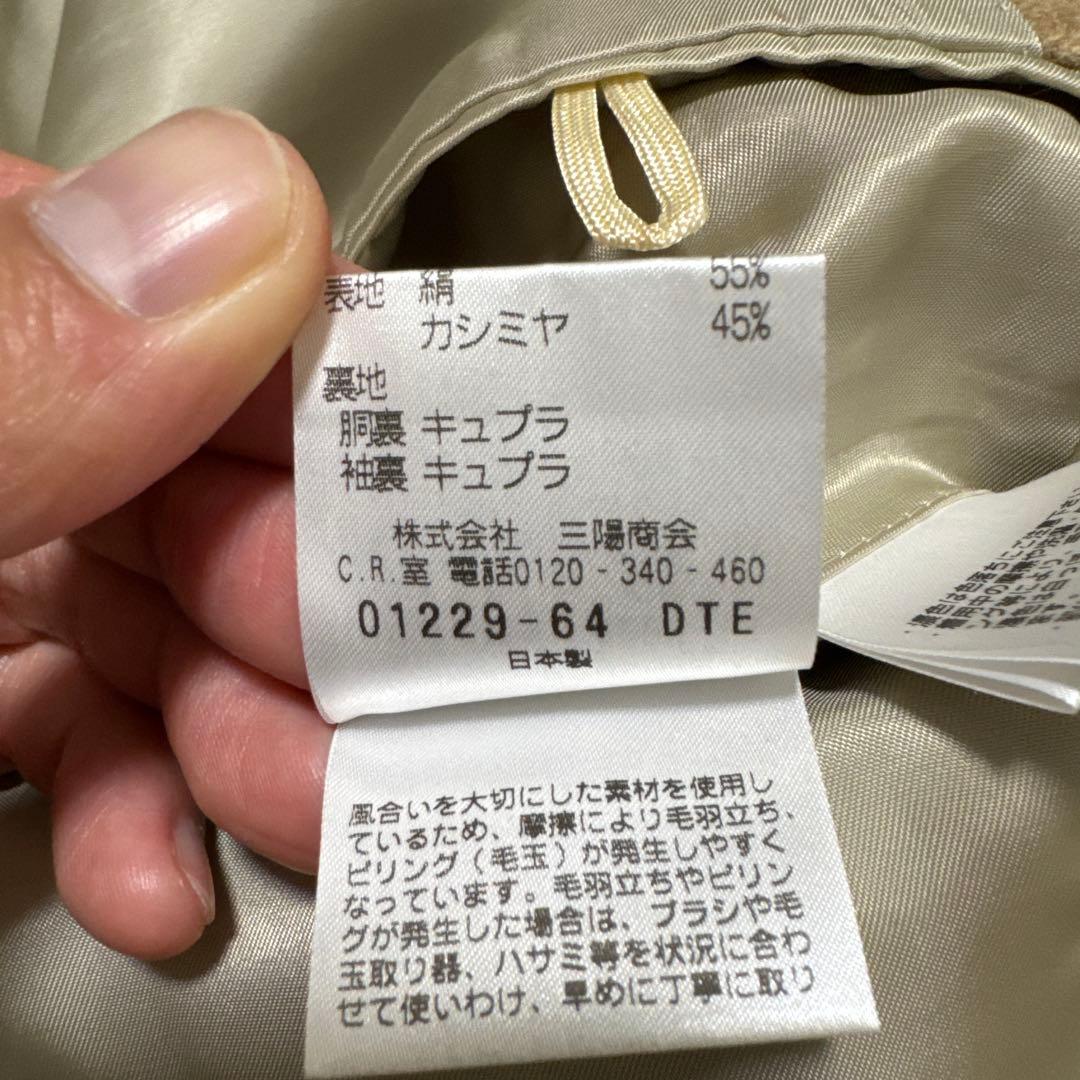 表地 絹 55%
カシミヤ 45%
裏地
胴裏 キュプラ
袖裏 キュプラ
株式会社 三陽商会
C.R.室 電話0120-340-460
01229-64 DTE
日本製
風合いを大切にした素材を使用し
ているため、摩擦により毛羽立ち、
ピリング(毛玉)が発生しやすく
なっています。毛羽立ちやピリン
グが発生した場合は、ブラシや毛
玉取り器、ハサミ等を状況に合わ
せて使いわけ、早めに丁寧に取り